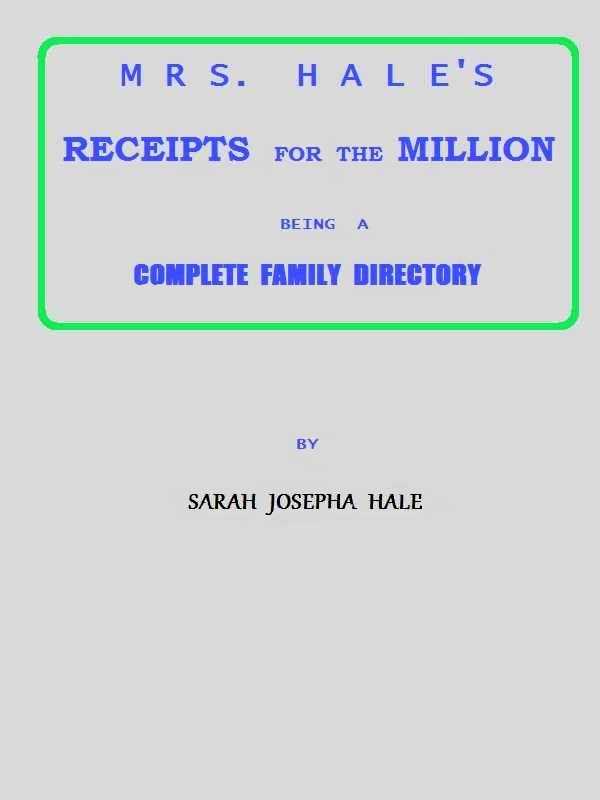 MRS. HALE'S
RECEIPTS FOR THE MILLION
BEING A
COMPLETE FAMILY DIRECTORY
BY
SARAH JOSEPHA HALE